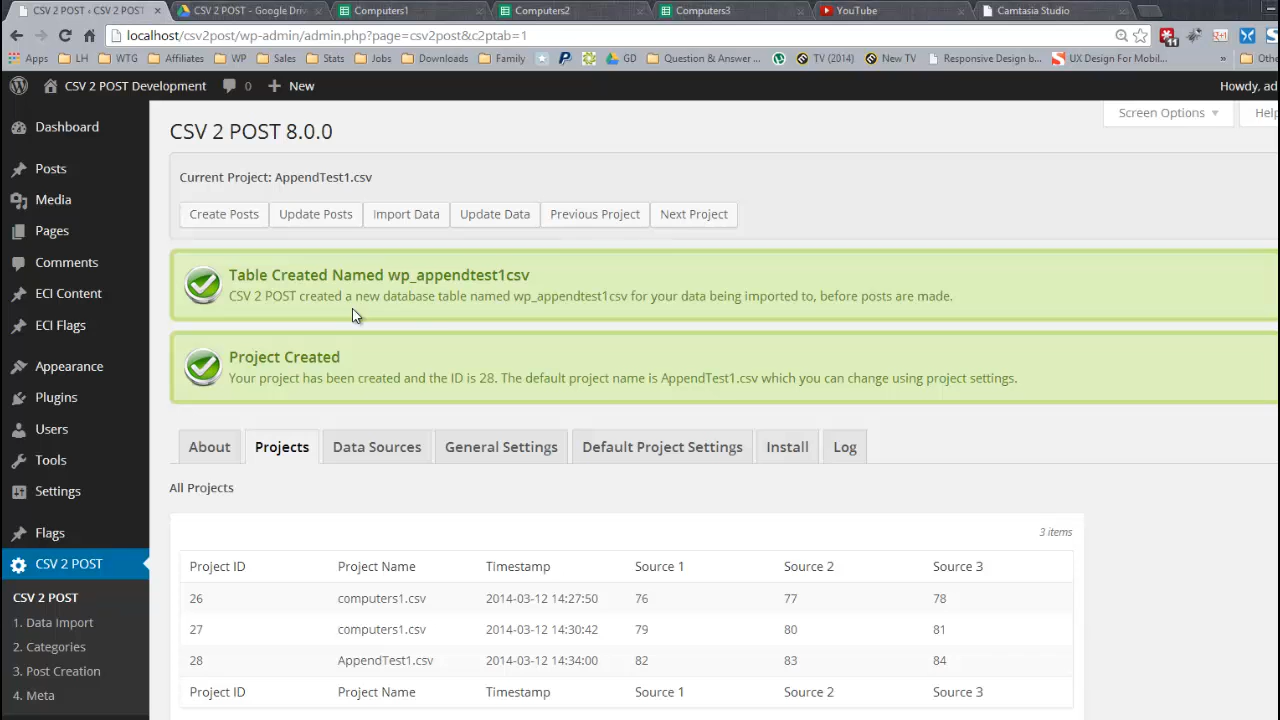 CSV 2 POST ‹ CSV 2 POST
CSV 2 POST - Google Driv
Computers1
Computers2
Computers3
YouTube
Camtasia Studio
localhost/csv2post/wp-admin/admin.php?page=csv2post&c2ptab=1
11
Apps
LH
WTG
Affiliates
WP
Sales
Stats
Jobs
Downloads
Family
GD
Question & Answer ...
TV (2014)
New TV
Responsive Design b...
UX Design For Mobil...
»
Othe
CSV 2 POST Development
0
New
Howdy, ad
Screen Options
Help
Dashboard
Posts
Media
Pages
Comments
ECI Content
ECI Flags
Appearance
Plugins
Users
Tools
Settings
Flags
CSV 2 POST
CSV 2 POST
1. Data Import
2. Categories
3. Post Creation
4. Meta
CSV 2 POST 8.0.0
Current Project: AppendTest1.csv
Create Posts
Update Posts
Import Data
Update Data
Previous Project
Next Project
Table Created Named wp_appendtest1csv
CSV 2 POST created a new database table named wp_appendtest1csv for your data being imported to, before posts are made.
Project Created
Your project has been created and the ID is 28. The default project name is AppendTest1.csv which you can change using project settings.
About
Projects
Data Sources
General Settings
Default Project Settings
Install
Log
All Projects
3 items
Project ID Project Name Timestamp Source 1 Source 2 Source 3
26 computers1.csv 2014-03-12 14:27:50 76 77 78
27 computers1.csv 2014-03-12 14:30:42 79 80 81
28 AppendTest1.csv 2014-03-12 14:34:00 82 83 84
Project ID Project Name Timestamp Source 1 Source 2 Source 3